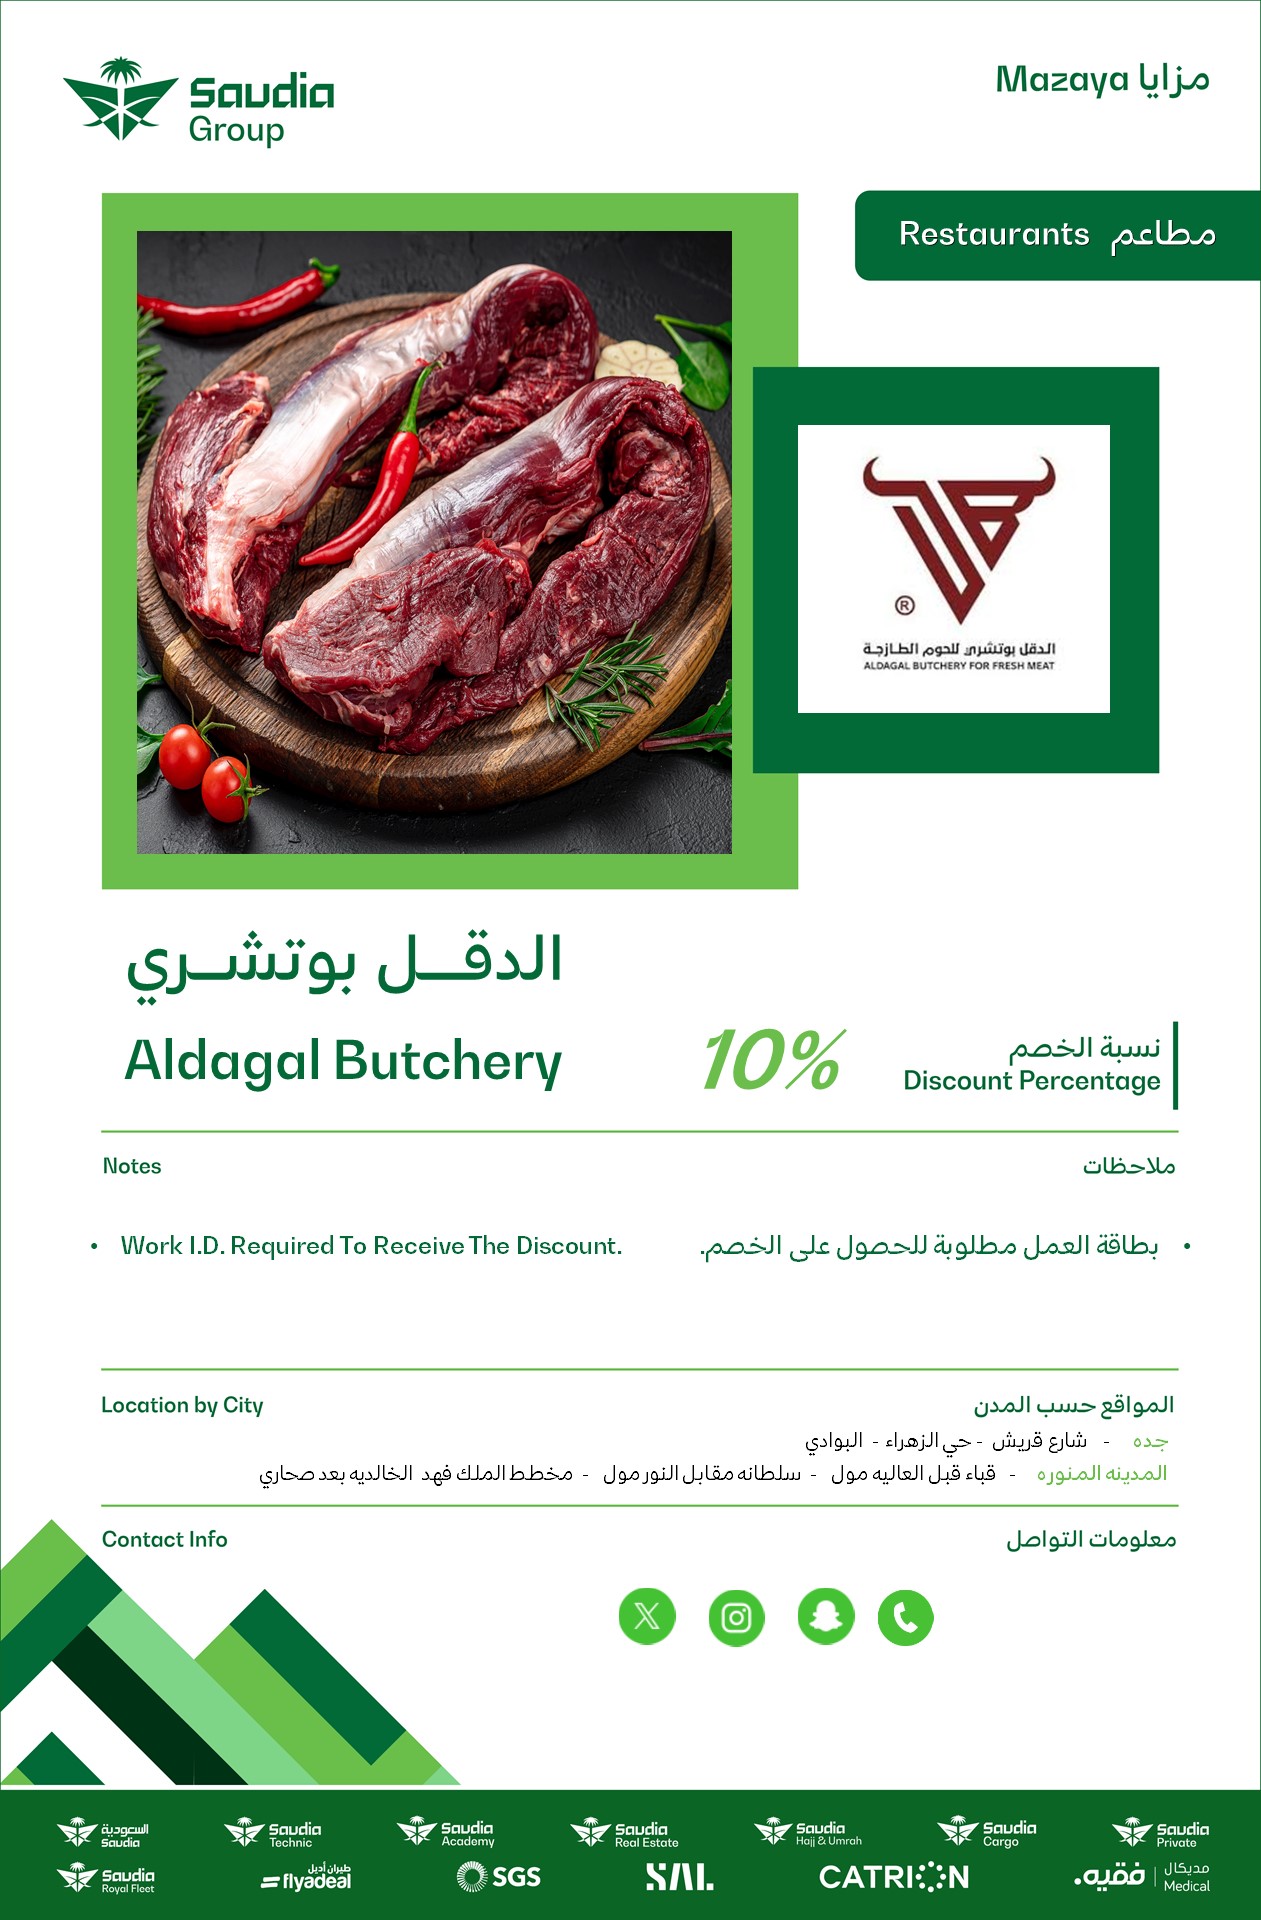 Saudia
Group
Mazaya مزايا
Restaurants مطاعم
®
الدقل بوتشري للحوم الطازجة
ALDAGAL BUTCHERY FOR FRESH MEAT
الدقــل بوتشــري
Aldagal Butchery
10%
نسبة الخصم
Discount Percentage
Notes
ملاحظات
• Work I.D. Required To Receive The Discount.
• بطاقة العمل مطلوبة للحصول على الخصم.
Location by City
المواقع حسب المدن
جده - شارع قريش - حي الزهراء - البوادي
المدينه المنوره - قباء قبل العاليه مول - سلطانه مقابل النور مول - مخطط الملك فهد الخالديه بعد صحاري
Contact Info
معلومات التواصل
السعودية
Saudia
Saudia
Technic
Saudia
Academy
Saudia
Real Estate
Saudia
Hajj & Umrah
Saudia
Cargo
Saudia
Private
Saudia
Royal Fleet
طيران أديل
flyadeal
SGS
SAL
CATRION
فقيه.
مديكال
Medical